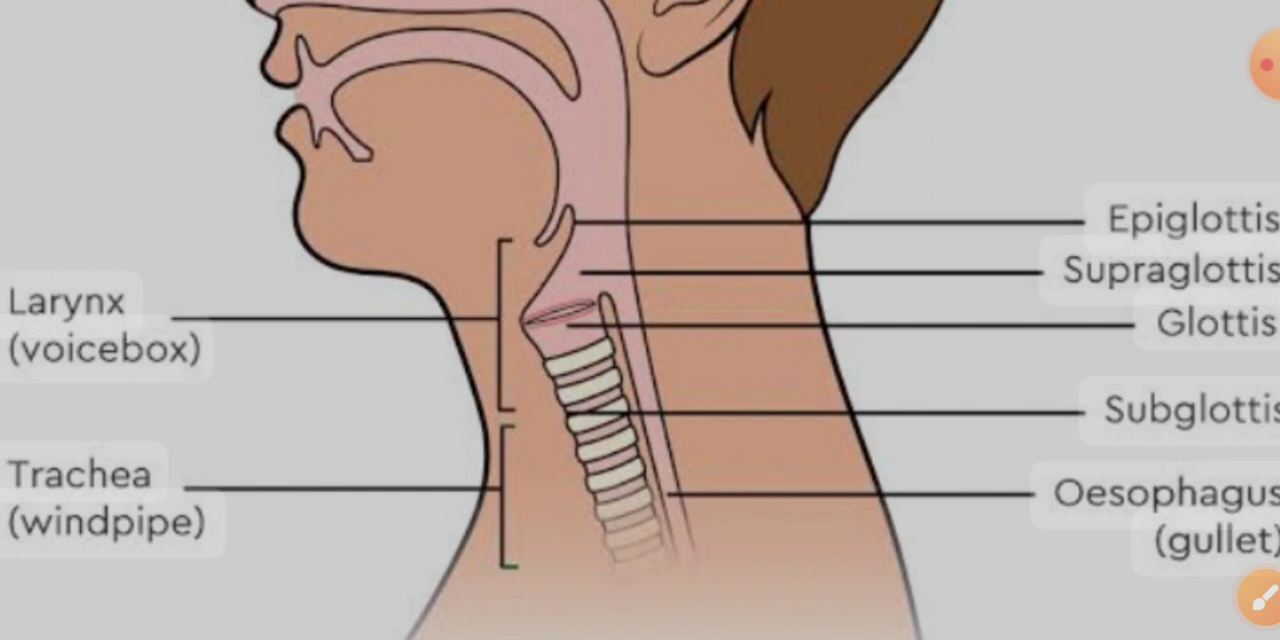 Epiglottis
Supraglottis
Larynx
(voicebox)
Glottis
Subglottis
Trachea
(windpipe)
Oesophagus
(gullet)